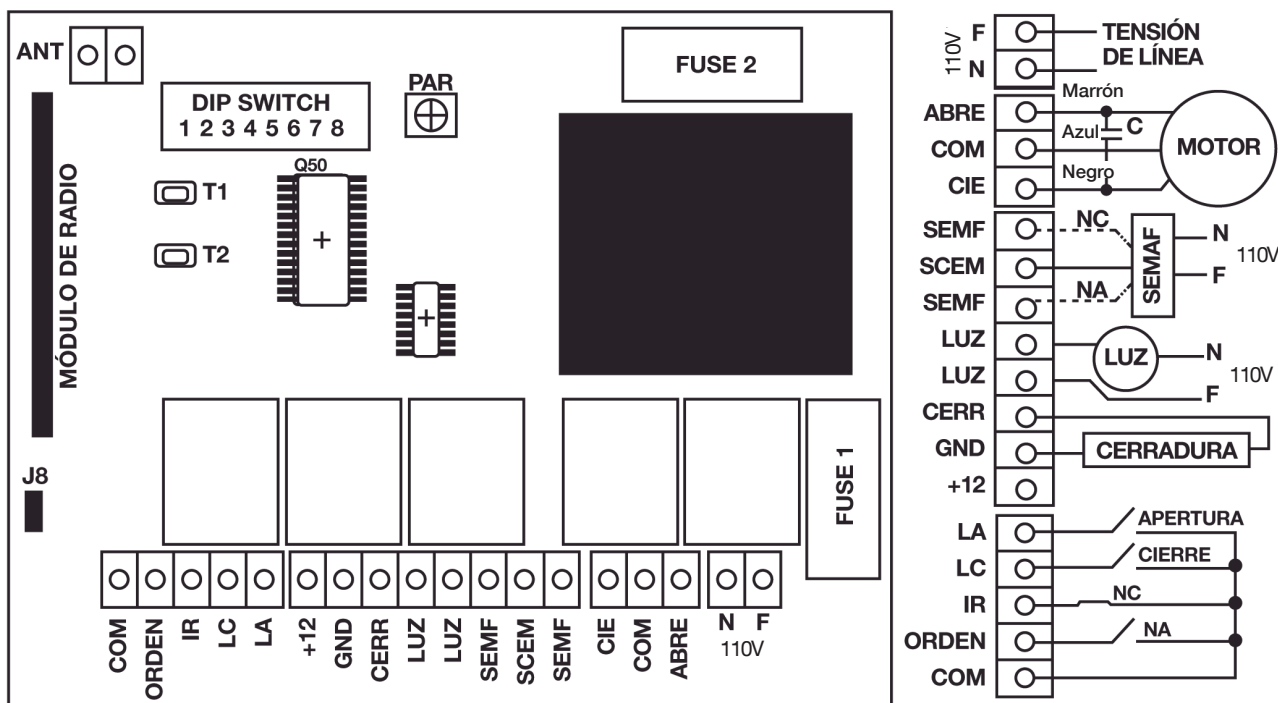 ANT
DIP SWITCH
1 2 3 4 5 6 7 8
PAR
FUSE 2
Q50
T1
T2
MÓDULO DE RADIO
J8
FUSE 1
COM
ORDEN
IR
LC
LA
+12
GND
CERR
LUZ
LUZ
SEMF
SCEM
SEMF
CIE
COM
ABRE
N F
110V
110V
F
N
TENSIÓN
DE LÍNEA
ABRE
COM
CIE
Marrón
Azul
C
Negro
MOTOR
SEMF
SCEM
SEMF
NC
NA
SEMAF
N
110V
F
LUZ
LUZ
LUZ
N
110V
F
CERR
GND
+12
CERRADURA
LA
APERTURA
LC
CIERRE
IR
NC
ORDEN
NA
COM